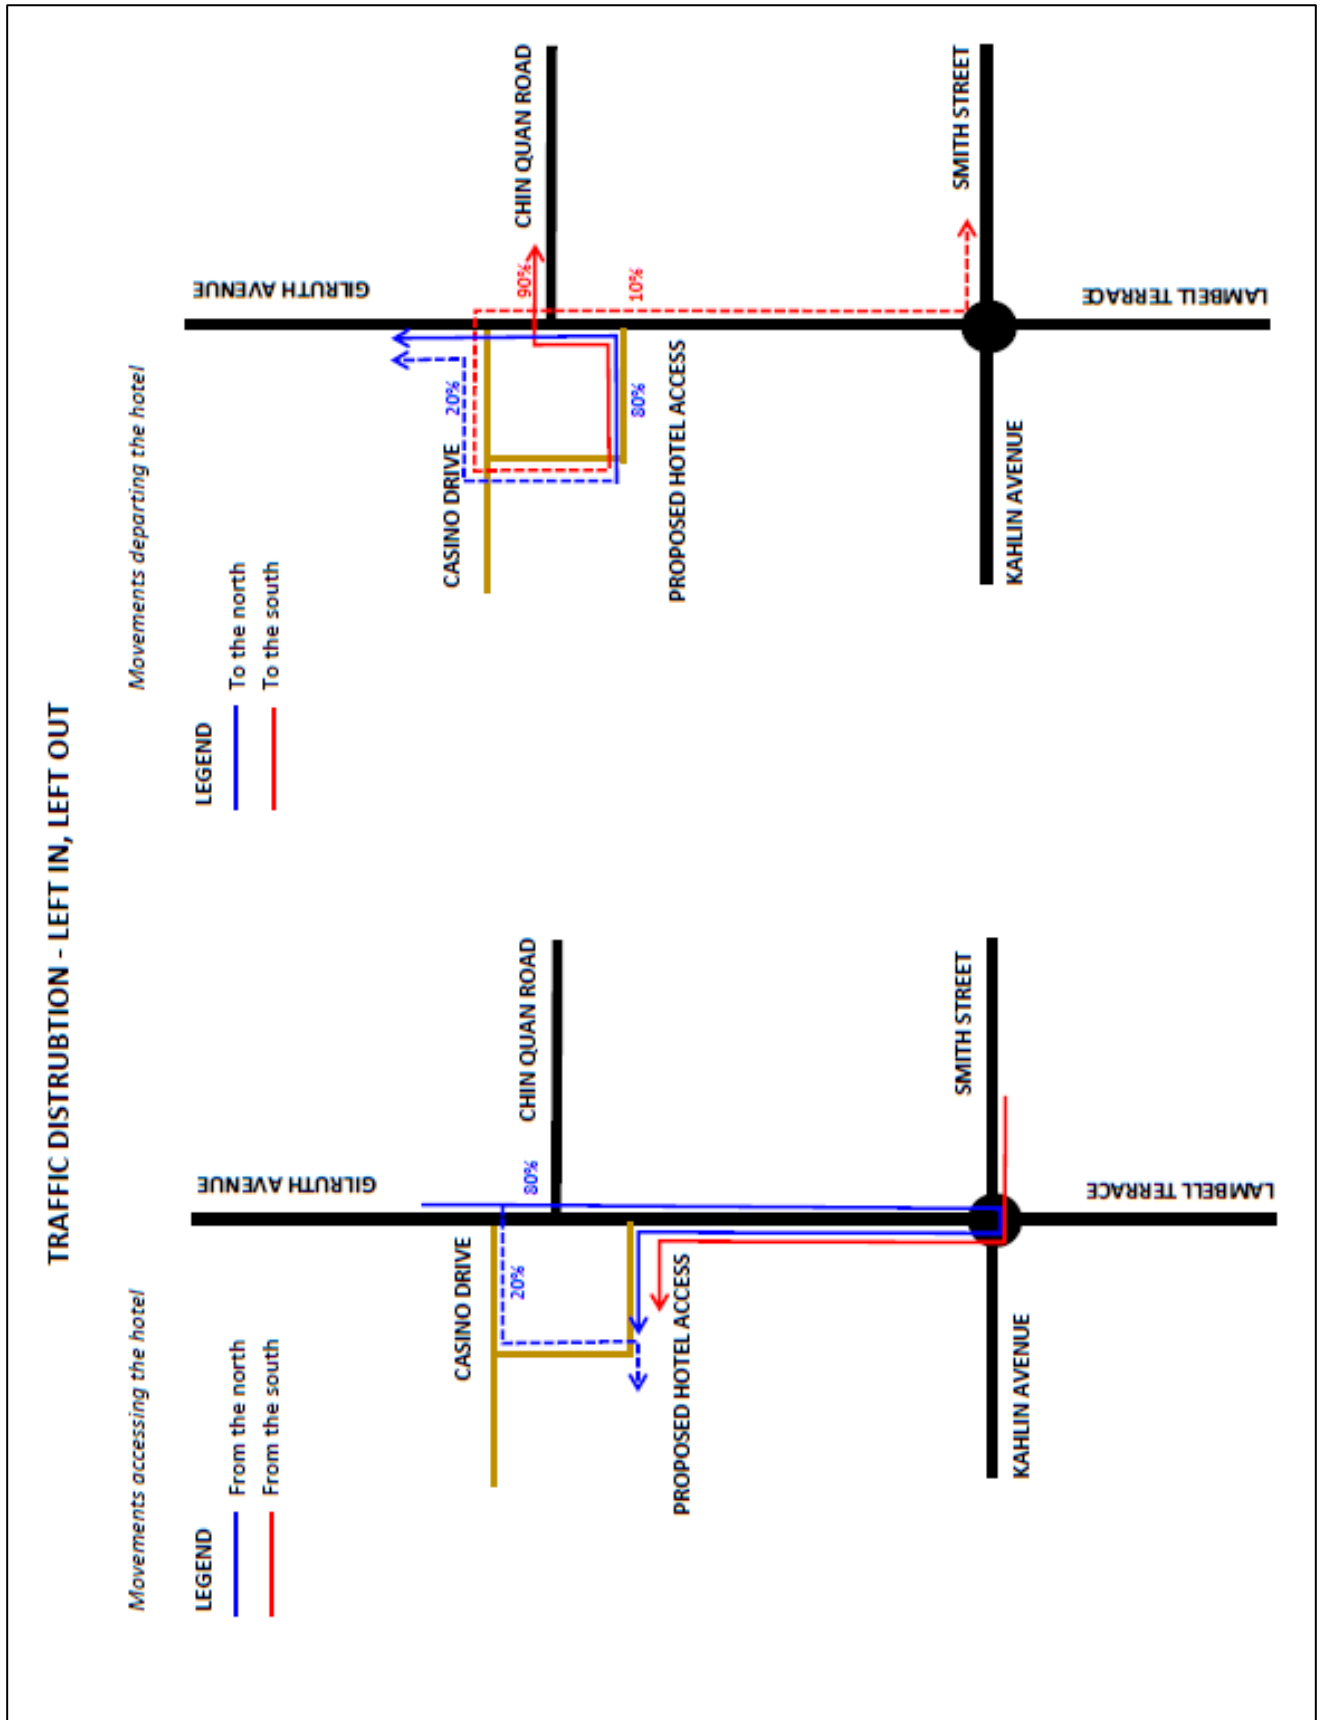 TRAFFIC DISTRUBTION - LEFT IN, LEFT OUT
Movements accessing the hotel
LEGEND
From the north
From the south
CASINO DRIVE
GILRUTH AVENUE
CHIN QUAN ROAD
20%
80%
PROPOSED HOTEL ACCESS
KAHLIN AVENUE
SMITH STREET
LAMBELL TERRACE
Movements departing the hotel
LEGEND
To the north
To the south
CASINO DRIVE
GILRUTH AVENUE
CHIN QUAN ROAD
20%
90%
80%
10%
PROPOSED HOTEL ACCESS
KAHLIN AVENUE
SMITH STREET
LAMBELL TERRACE